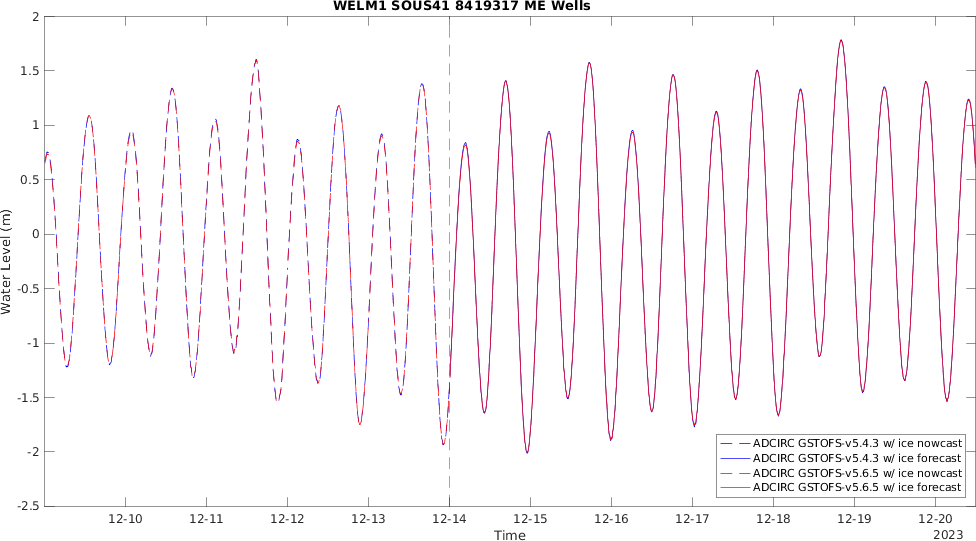 WELM1 SOUS41 8419317 ME Wells
2
1.5
1
0.5
0
-0.5
-1
-1.5
-2
-2.5
Water Level (m)
ADCIRC GSTOFS-v5.4.3 w/ ice nowcast
ADCIRC GSTOFS-v5.4.3 w/ ice forecast
ADCIRC GSTOFS-v5.6.5 w/ ice nowcast
ADCIRC GSTOFS-v5.6.5 w/ ice forecast
12-10 12-11 12-12 12-13 12-14 12-15 12-16 12-17 12-18 12-19 12-20
Time
2023